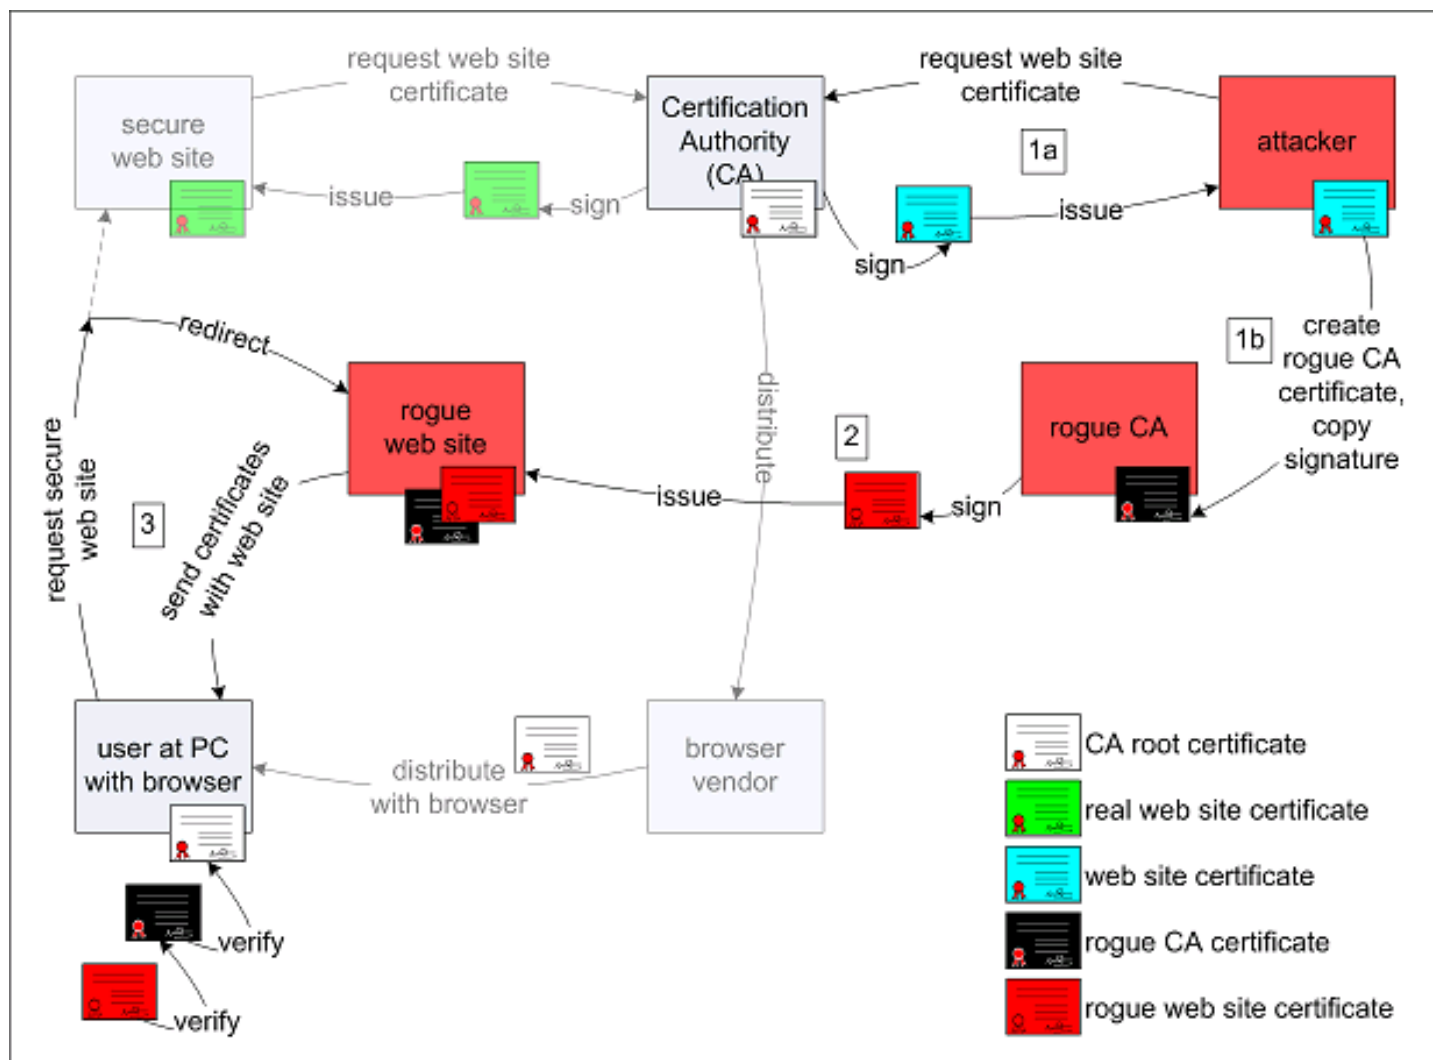 request web site
certificate
request web site
certificate
secure
web site
Certification
Authority
(CA)
1a
attacker
issue
sign
issue
sign
redirect
1b
create
rogue CA
certificate,
copy
signature
rogue
web site
distribute
2
rogue CA
issue
sign
request secure
web site
3
send certificates
with web site
user at PC
with browser
distribute
with browser
browser
vendor
verify
verify
CA root certificate
real web site certificate
web site certificate
rogue CA certificate
rogue web site certificate